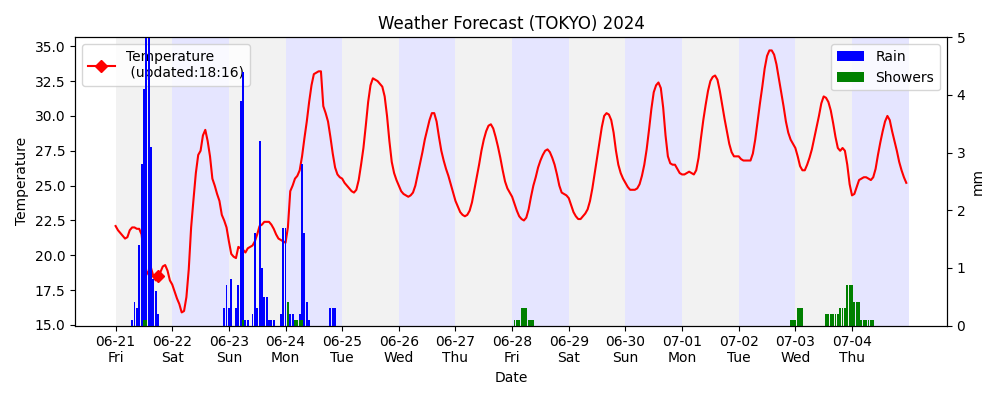 Weather Forecast (TOKYO) 2024
Temperature
(updated:18:16)
Rain
Showers
35.0
32.5
30.0
27.5
25.0
22.5
20.0
17.5
15.0
Temperature
5
4
3
2
1
0
mm
06-21 06-22 06-23 06-24 06-25 06-26 06-27 06-28 06-29 06-30 07-01 07-02 07-03 07-04
Fri Sat Sun Mon Tue Wed Thu Fri Sat Sun Mon Tue Wed Thu
Date